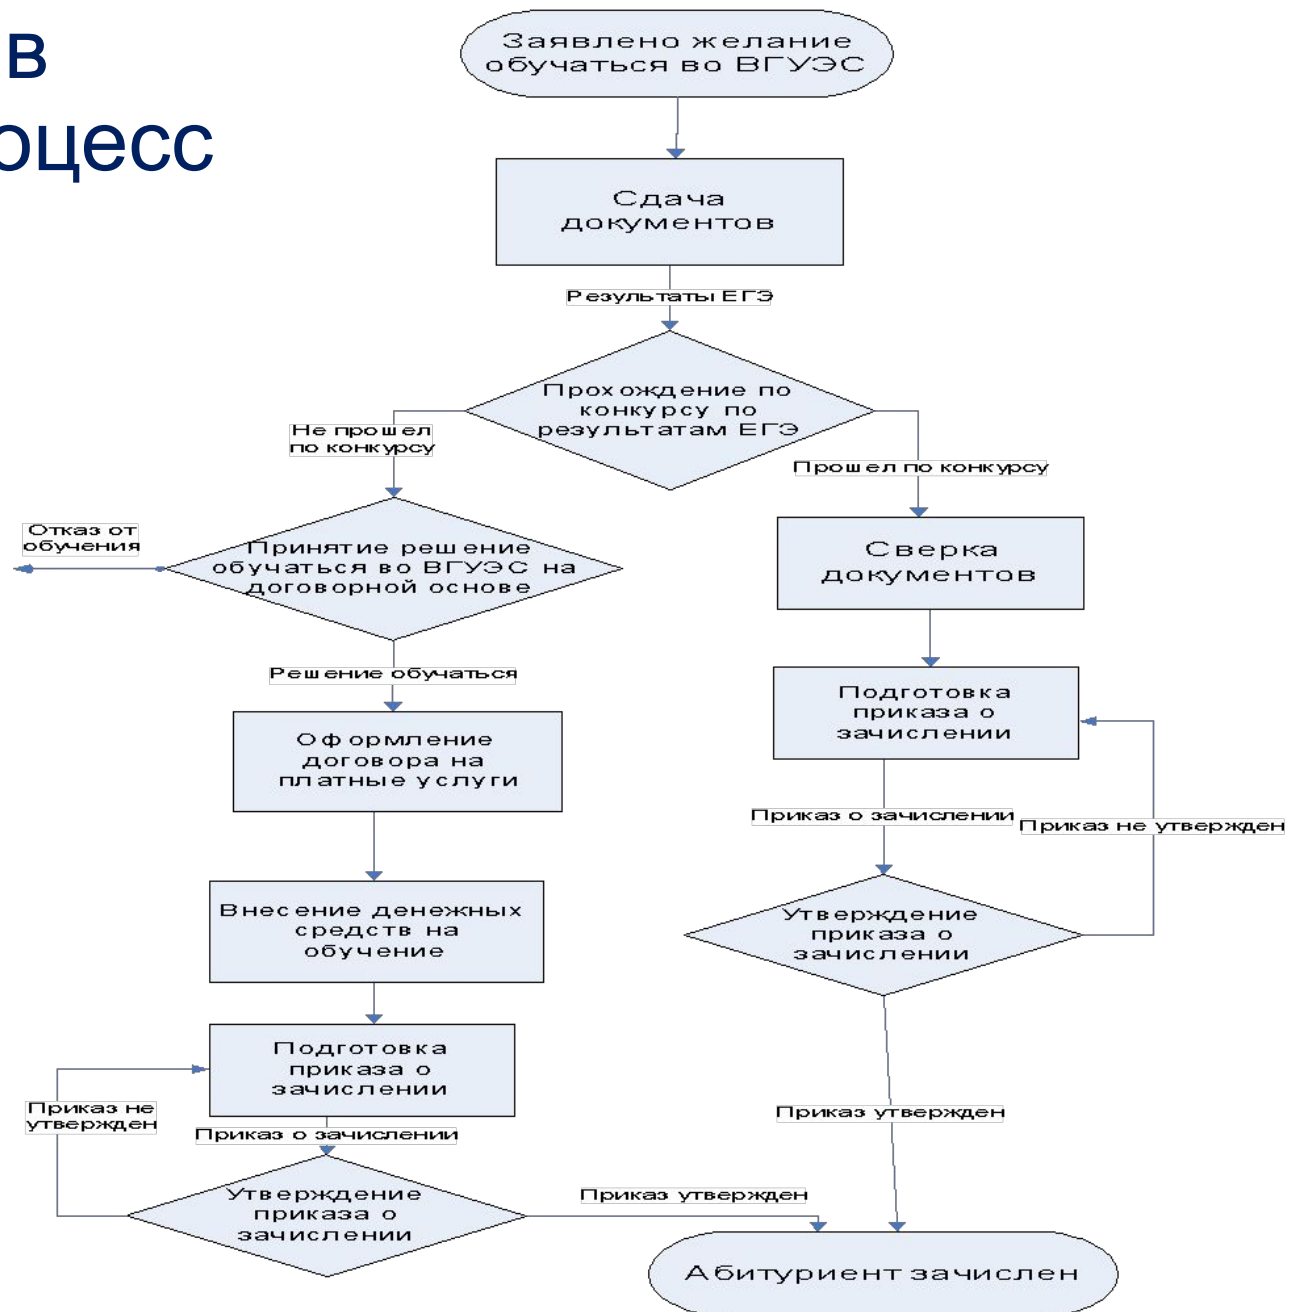 в
оцесс
Заявлено желание
обучаться во ВГУЭС
Сдача
документов
Результаты ЕГЭ
Прохождение по
конкурсу по
результатам ЕГЭ
Не прошел
по конкурсу
Прошел по конкурсу
Отказ от
обучения
Принятие решение
обучаться во ВГУЭС на
договорной основе
Сверка
документов
Решение обучаться
Подготовка
приказа о
зачислении
Оформление
договора на
платные услуги
Приказ о зачислении
Приказ не утвержден
Внесение денежных
средств на
обучение
Утверждение
приказа о
зачислении
Подготовка
приказа о
зачислении
Приказ не
утвержден
Приказ о зачислении
Приказ утвержден
Утверждение
приказа о
зачислении
Приказ утвержден
Абитуриент зачислен